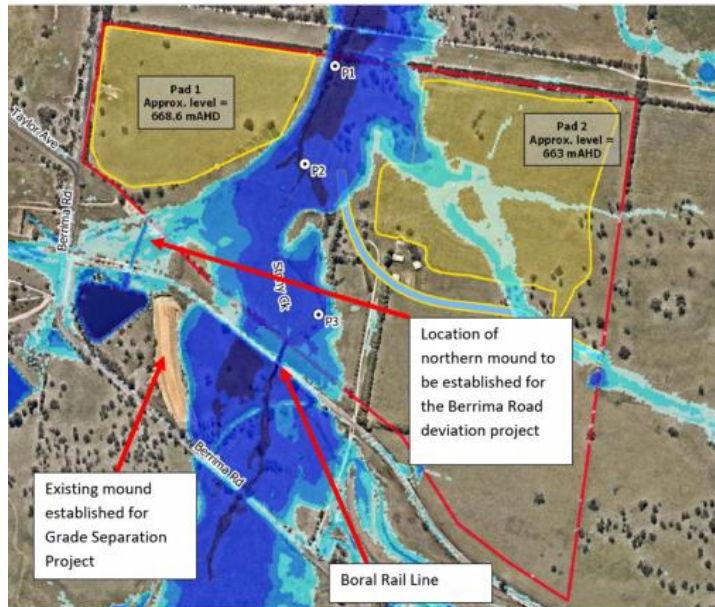 Pad 1
Approx. level =
668.6 mAHD
P1
Pad 2
Approx. level =
663 mAHD
Taylor Ave
P2
Berrima Rd
Stony Ck
P3
Location of
northern mound to
be established for
the Berrima Road
deviation project
Berrima Rd
Existing mound
established for
Grade Separation
Project
Boral Rail Line